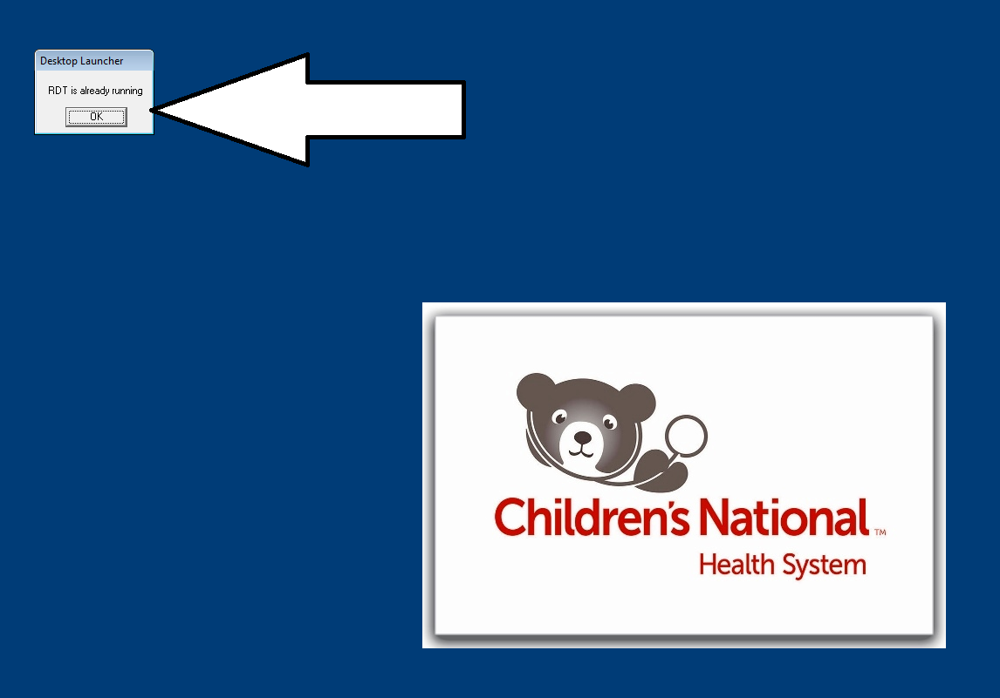 Desktop Launcher
RDT is already running
OK
Children's National ™
Health System